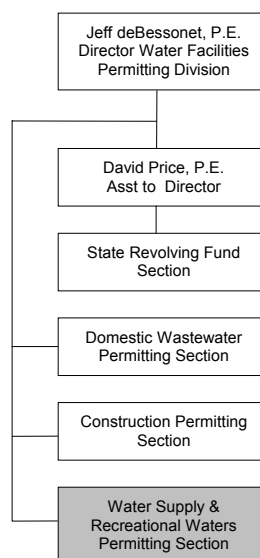 Jeff deBessonet, P.E.
Director Water Facilities
Permitting Division
David Price, P.E.
Asst to Director
State Revolving Fund
Section
Domestic Wastewater
Permitting Section
Construction Permitting
Section
Water Supply &
Recreational Waters
Permitting Section